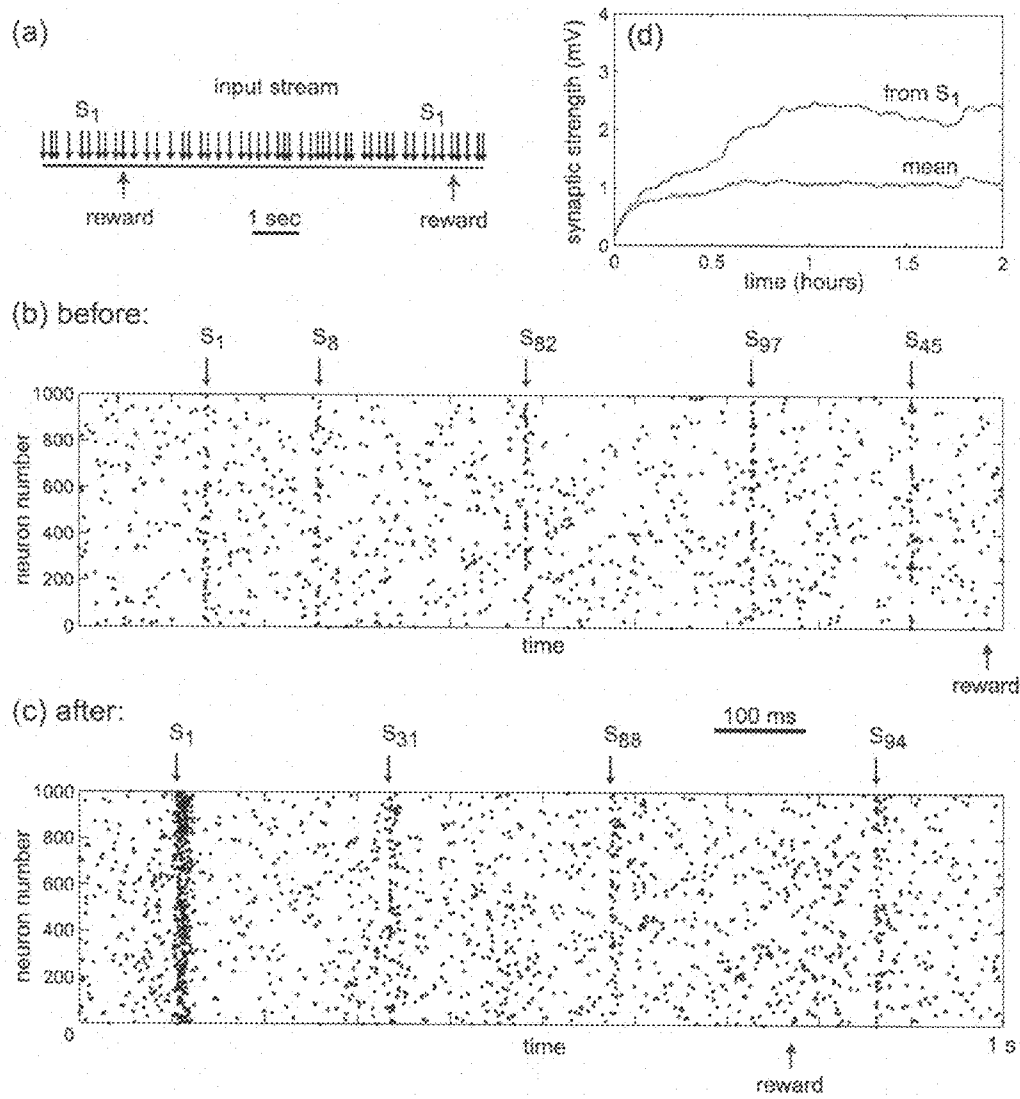 (a)
input stream
S1 S1
reward reward
1 sec
(d)
synaptic strength (mV)
4
3
2
1
0
from S1
mean
0 0.5 1 1.5 2
time (hours)
(b) before:
S1 S8 S82 S97 S45
neuron number
1000
800
600
400
200
0
time
reward
(c) after:
100 ms
S1 S31 S88 S94
neuron number
1000
800
600
400
200
0
time
1 s
reward